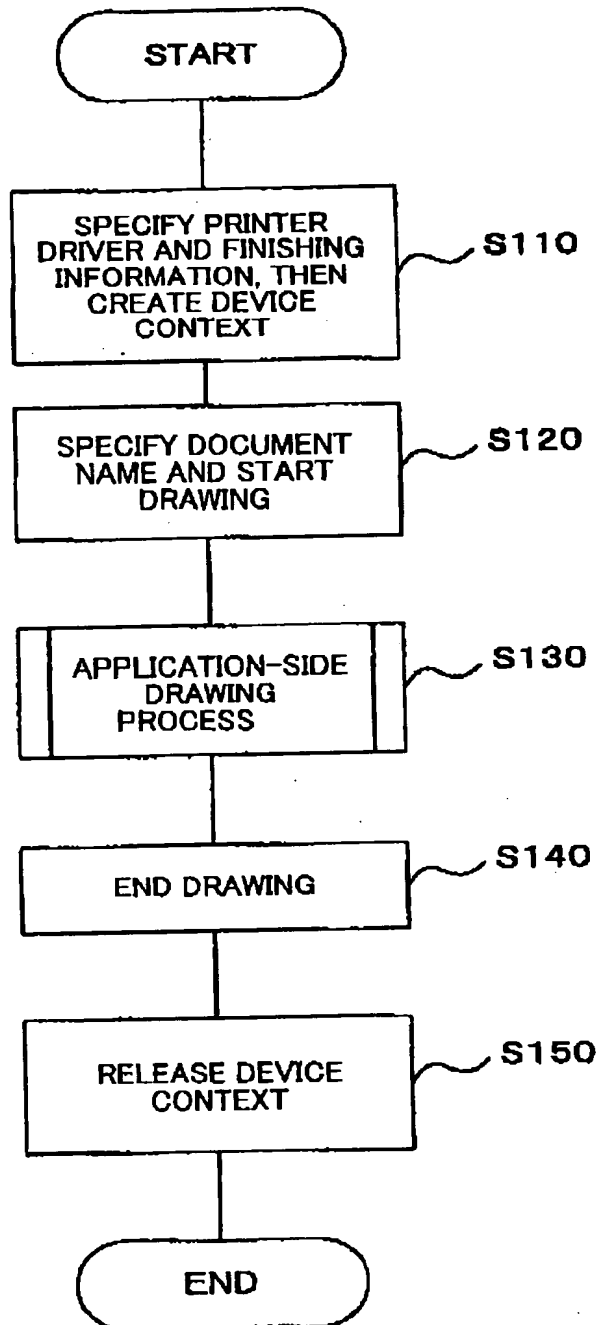 START
SPECIFY PRINTER
DRIVER AND FINISHING
INFORMATION, THEN
CREATE DEVICE
CONTEXT
S110
SPECIFY DOCUMENT
NAME AND START
DRAWING
S120
APPLICATION-SIDE
DRAWING
PROCESS
S130
END DRAWING
S140
RELEASE DEVICE
CONTEXT
S150
END